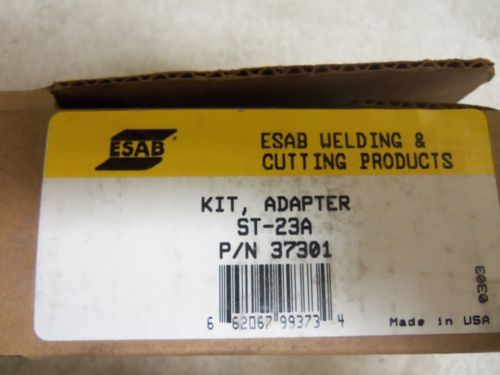 ESAB
ESAB WELDING &
CUTTING PRODUCTS
KIT, ADAPTER
ST-23A
P/N 37301
6 62067 99373 4
Made in USA
0303